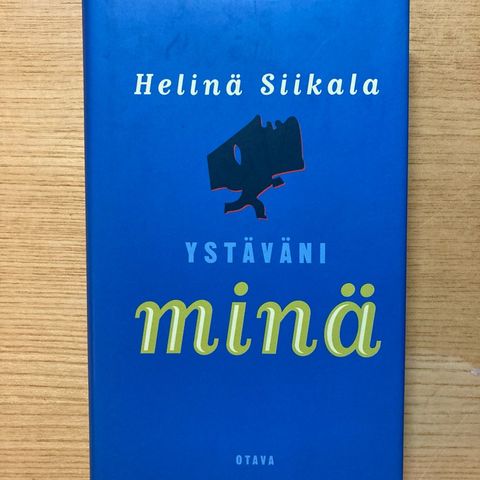 Helinä Siikala
YSTÄVÄNI
minä
OTAVA